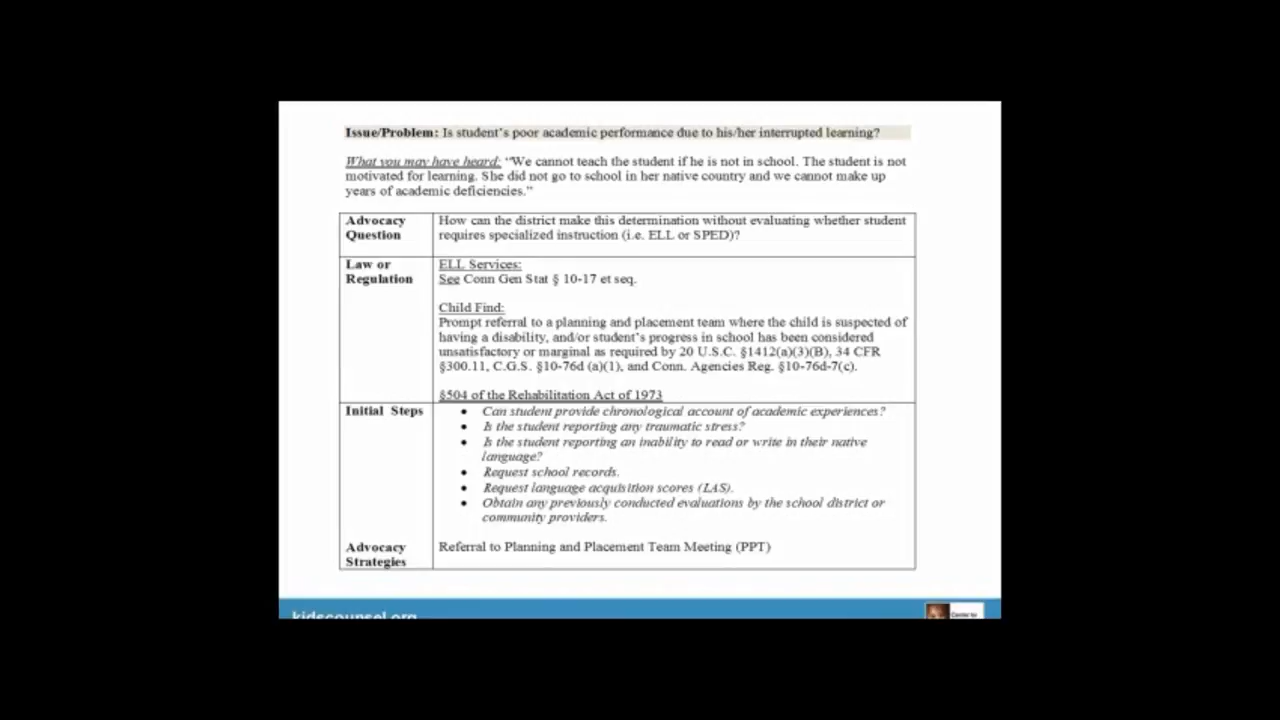 Issue/Problem: Is student's poor academic performance due to his/her interrupted learning?
What you may have heard: "We cannot teach the student if he is not in school. The student is not
motivated for learning. She did not go to school in her native country and we cannot make up
years of academic deficiencies."
Advocacy
Question
How can the district make this determination without evaluating whether student
requires specialized instruction (i.e. ELL or SPED)?
Law or
Regulation
ELL Services:
See Conn Gen Stat § 10-17 et seq.
Child Find:
Prompt referral to a planning and placement team where the child is suspected of
having a disability, and/or student's progress in school has been considered
unsatisfactory or marginal as required by 20 U.S.C. §1412(a)(3)(B), 34 CFR
§300.11, C.G.S. §10-76d (a)(1), and Conn. Agencies Reg. §10-76d-7(c).
§504 of the Rehabilitation Act of 1973
Initial Steps
• Can student provide chronological account of academic experiences?
• Is the student reporting any traumatic stress?
• Is the student reporting an inability to read or write in their native
language?
• Request school records.
• Request language acquisition scores (LAS).
• Obtain any previously conducted evaluations by the school district or
community providers.
Advocacy
Strategies
Referral to Planning and Placement Team Meeting (PPT)
kidscounsel.org
Center for